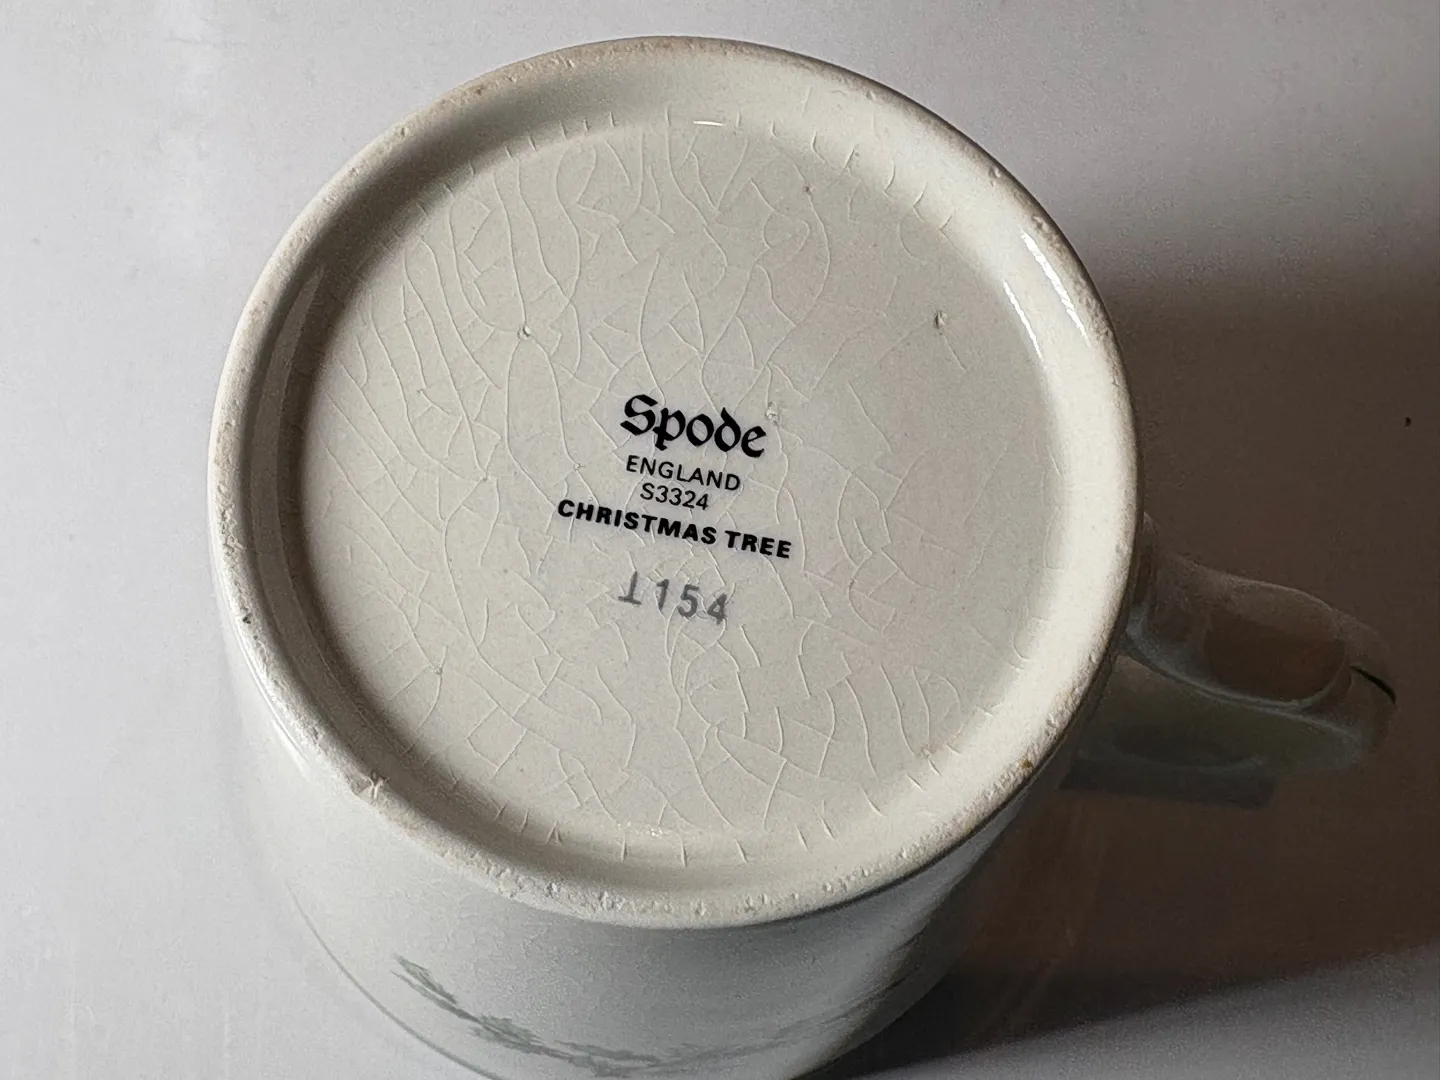 Spode
ENGLAND
S3324
CHRISTMAS TREE
1154